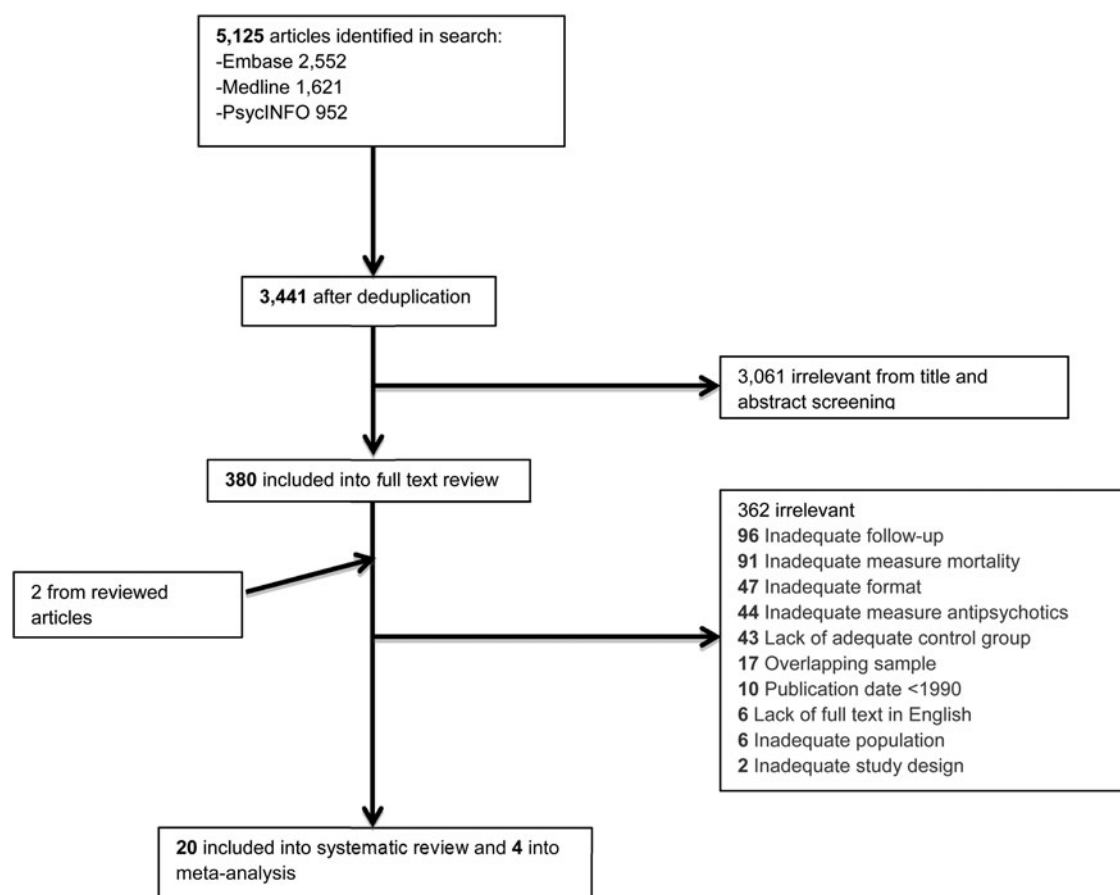 5,125 articles identified in search:
-Embase 2,552
-Medline 1,621
-PsycINFO 952
3,441 after deduplication
3,061 irrelevant from title and
abstract screening
380 included into full text review
2 from reviewed
articles
362 irrelevant
96 Inadequate follow-up
91 Inadequate measure mortality
47 Inadequate format
44 Inadequate measure antipsychotics
43 Lack of adequate control group
17 Overlapping sample
10 Publication date <1990
6 Lack of full text in English
6 Inadequate population
2 Inadequate study design
20 included into systematic review and 4 into
meta-analysis